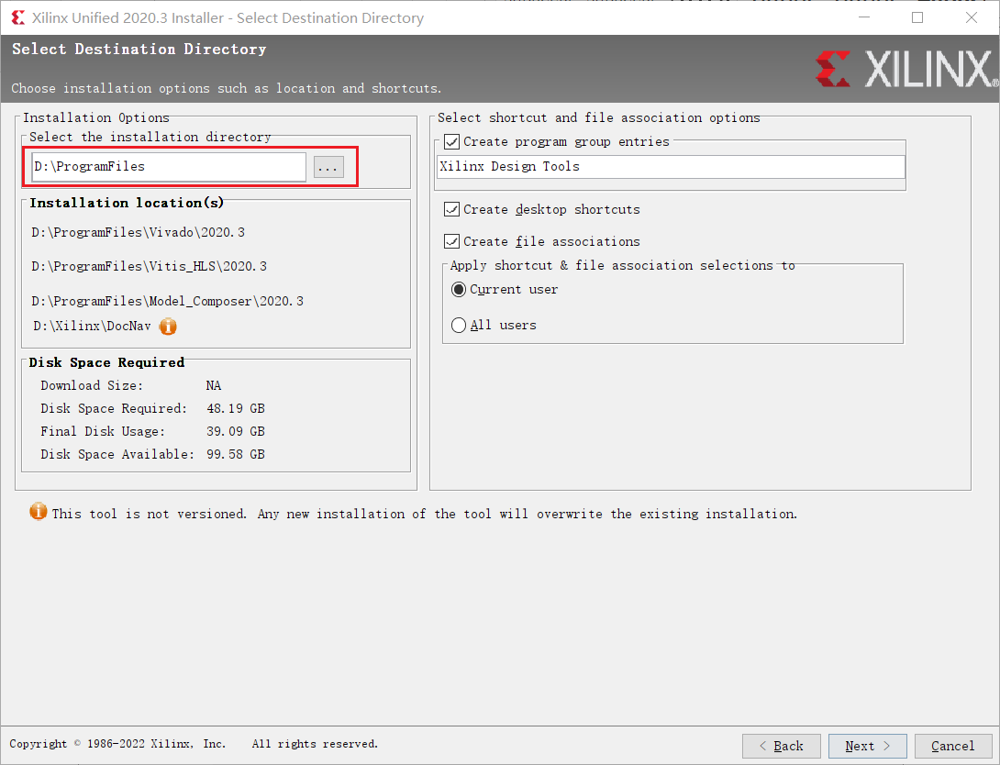 Xilinx Unified 2020.3 Installer - Select Destination Directory
Select Destination Directory
Choose installation options such as location and shortcuts.
XILINX®
Installation Options
Select the installation directory
D:\ProgramFiles
...
Installation location(s)
D:\ProgramFiles\Vivado\2020.3
D:\ProgramFiles\Vitis_HLS\2020.3
D:\ProgramFiles\Model_Composer\2020.3
D:\Xilinx\DocNav
Disk Space Required
Download Size: NA
Disk Space Required: 48.19 GB
Final Disk Usage: 39.09 GB
Disk Space Available: 99.58 GB
Select shortcut and file association options
Create program group entries
Xilinx Design Tools
Create desktop shortcuts
Create file associations
Apply shortcut & file association selections to
Current user
All users
This tool is not versioned. Any new installation of the tool will overwrite the existing installation.
Copyright © 1986-2022 Xilinx, Inc. All rights reserved.
< Back
Next >
Cancel